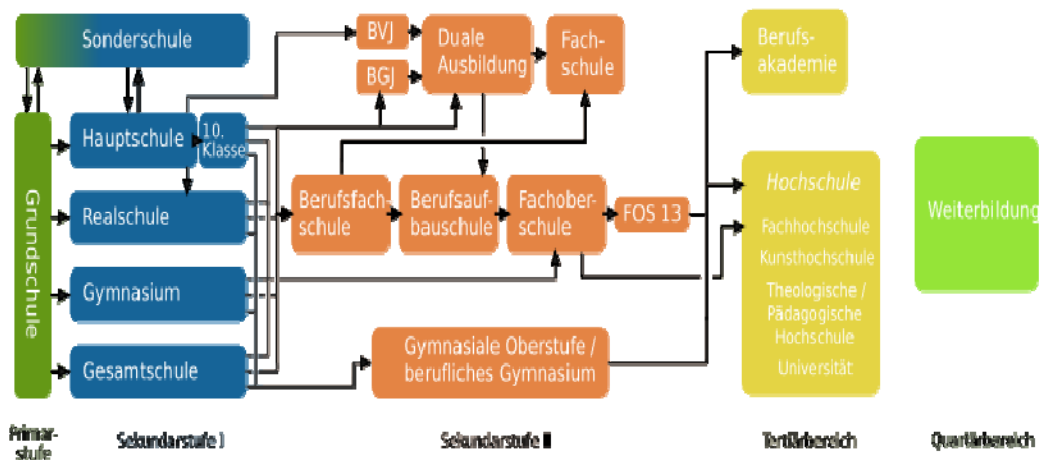 Sonderschule
Grundschule
Hauptschule
10.
Klasse
Realschule
Gymnasium
Gesamtschule
BVJ
BGJ
Duale
Ausbildung
Fach-
schule
Berufsfach-
schule
Berufsauf-
bauschule
Fachober-
schule
FOS 13
Gymnasiale Oberstufe /
berufliches Gymnasium
Berufs-
akademie
Hochschule
Fachhochschule
Kunsthochschule
Theologische /
Pädagogische
Hochschule
Universität
Weiterbildung
Primar-
stufe
Sekundarstufe I
Sekundarstufe II
Tertiärbereich
Quartärbereich